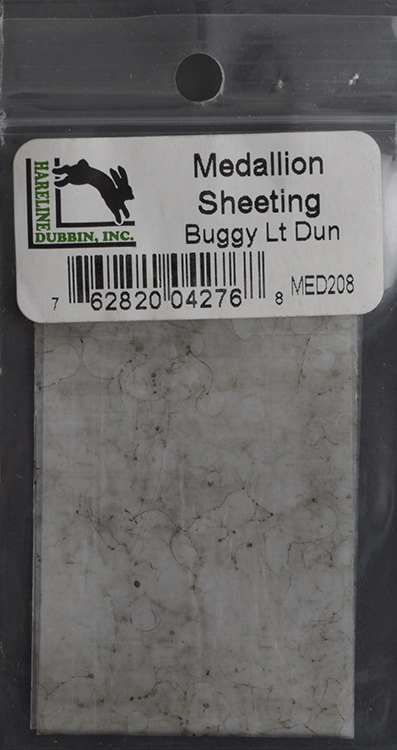 HARELINE
DUBBIN, INC.
Medallion
Sheeting
Buggy Lt Dun
7 62820 04276 8 MED208